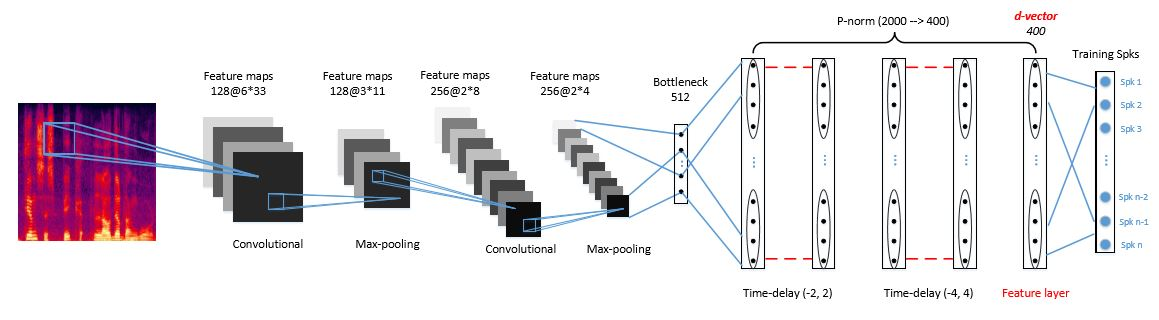 P-norm (2000 --> 400)
d-vector
400
Training Spks
Feature maps
128@6*33
Feature maps
128@3*11
Feature maps
256@2*8
Feature maps
256@2*4
Bottleneck
512
Spk 1
Spk 2
Spk 3
Spk n-2
Spk n-1
Spk n
Convolutional
Max-pooling
Convolutional
Max-pooling
Time-delay (-2, 2)
Time-delay (-4, 4)
Feature layer